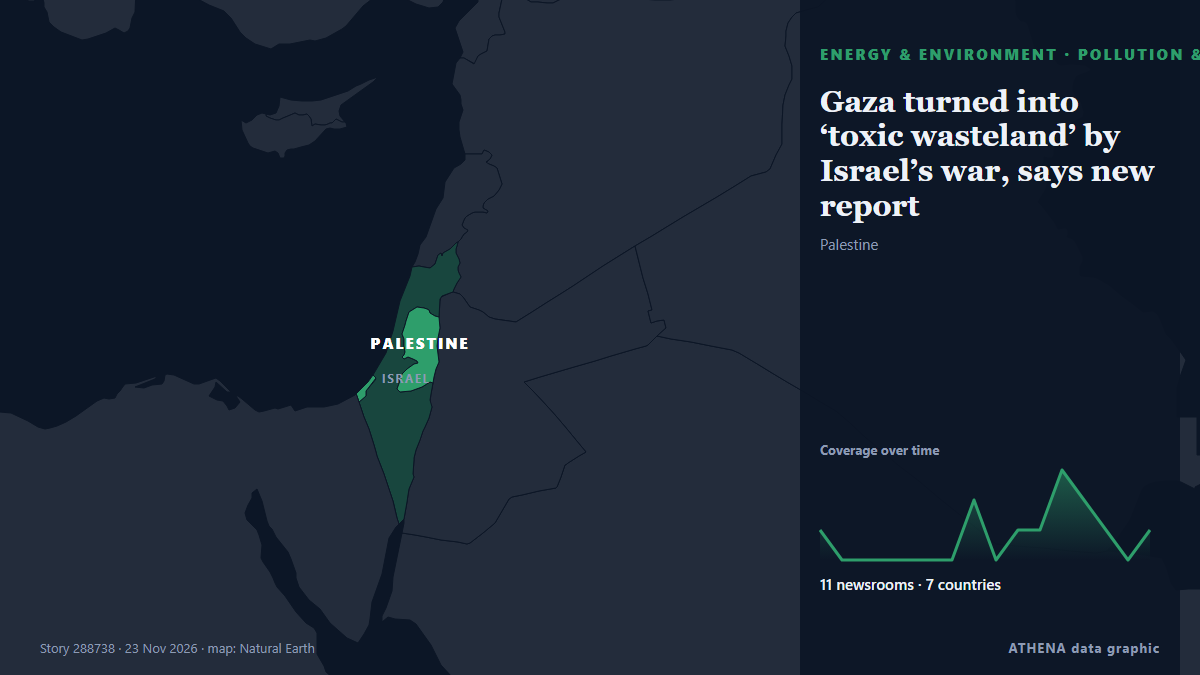 ENERGY & ENVIRONMENT · POLLUTION &
Gaza turned into
‘toxic wasteland’ by
Israel’s war, says new
report
Palestine
PALESTINE
ISRAEL
Coverage over time
11 newsrooms · 7 countries
Story 288738 · 23 Nov 2026 · map: Natural Earth
ATHENA data graphic